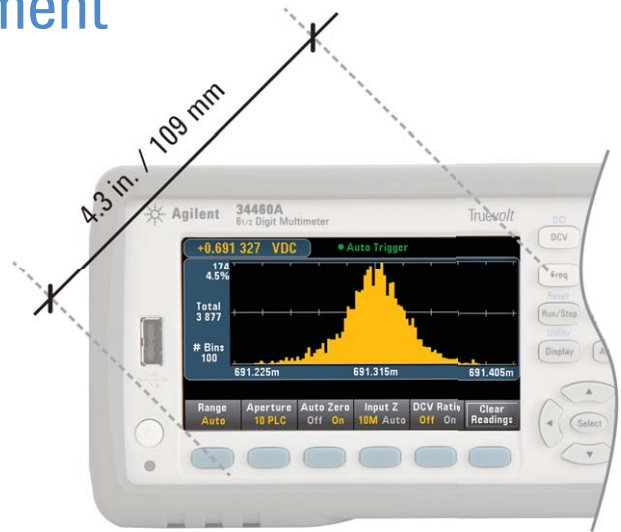 ment
4.3 in. / 109 mm
Agilent 34460A
6 1/2 Digit Multimeter
Truevolt
+0.691 327 VDC
Auto Trigger
174
4.5%
Total
3 877
# Bins
100
691.225m 691.315m 691.405m
Range
Auto
Aperture
10 PLC
Auto Zero
Off On
Input Z
10M Auto
DCV Ratio
Off On
Clear
Readings
DCI
DCV
Freq
Reset
Run/Stop
Utility
Display
A
Select